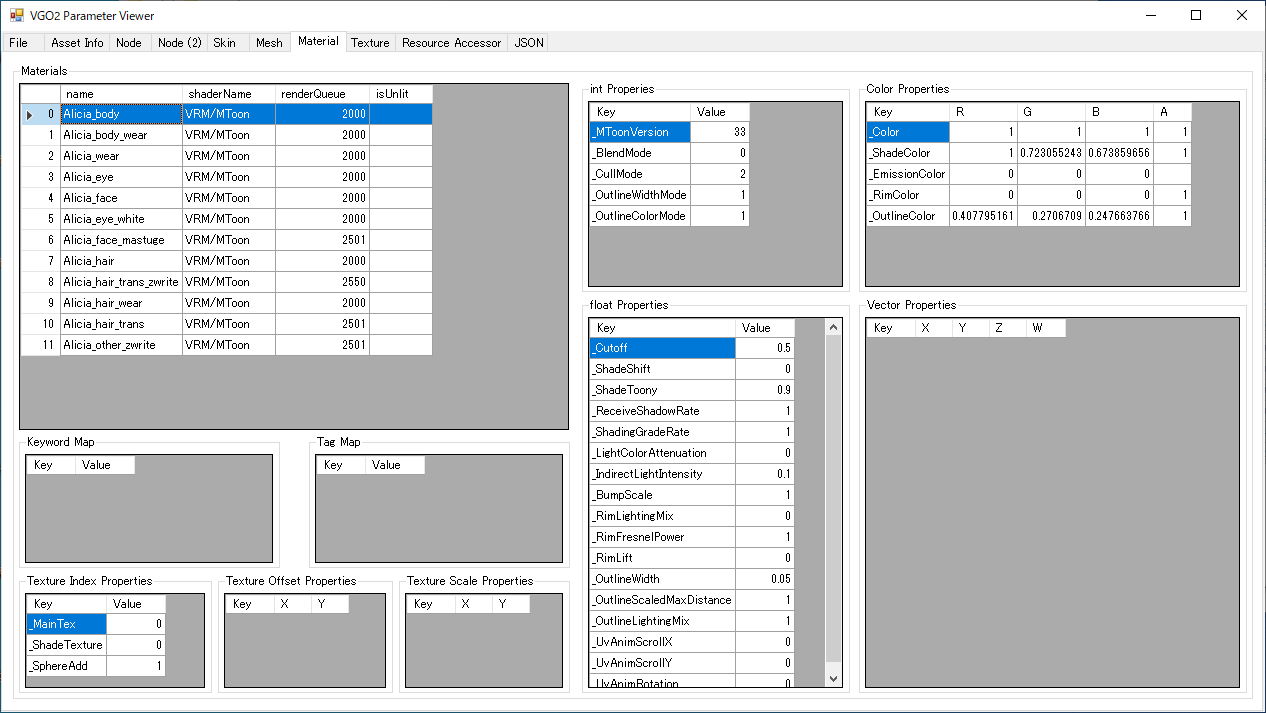 VGO2 Parameter Viewer
File Asset Info Node Node (2) Skin Mesh Material Texture Resource Accessor JSON
Materials
name shaderName renderQueue isUnlit
0 Alicia_body VRM/MToon 2000
1 Alicia_body_wear VRM/MToon 2000
2 Alicia_wear VRM/MToon 2000
3 Alicia_eye VRM/MToon 2000
4 Alicia_face VRM/MToon 2000
5 Alicia_eye_white VRM/MToon 2000
6 Alicia_face_mastuge VRM/MToon 2501
7 Alicia_hair VRM/MToon 2000
8 Alicia_hair_trans_zwrite VRM/MToon 2550
9 Alicia_hair_wear VRM/MToon 2000
10 Alicia_hair_trans VRM/MToon 2501
11 Alicia_other_zwrite VRM/MToon 2501
Keyword Map
Key Value
Tag Map
Key Value
Texture Index Properties
Key Value
_MainTex 0
_ShadeTexture 0
_SphereAdd 1
Texture Offset Properties
Key X Y
Texture Scale Properties
Key X Y
int Properies
Key Value
_MToonVersion 33
_BlendMode 0
_CullMode 2
_OutlineWidthMode 1
_OutlineColorMode 1
Color Properties
Key R G B A
_Color 1 1 1 1
_ShadeColor 1 0.723055243 0.673859656 1
_EmissionColor 0 0 0
_RimColor 0 0 0 1
_OutlineColor 0.407795161 0.2706709 0.247663766 1
float Properties
Key Value
_Cutoff 0.5
_ShadeShift 0
_ShadeToony 0.9
_ReceiveShadowRate 1
_ShadingGradeRate 1
_LightColorAttenuation 0
_IndirectLightIntensity 0.1
_BumpScale 1
_RimLightingMix 0
_RimFresnelPower 1
_RimLift 0
_OutlineWidth 0.05
_OutlineScaledMaxDistance 1
_OutlineLightingMix 1
_UvAnimScrollX 0
_UvAnimScrollY 0
_UvAnimRotation 0
Vector Properties
Key X Y Z W